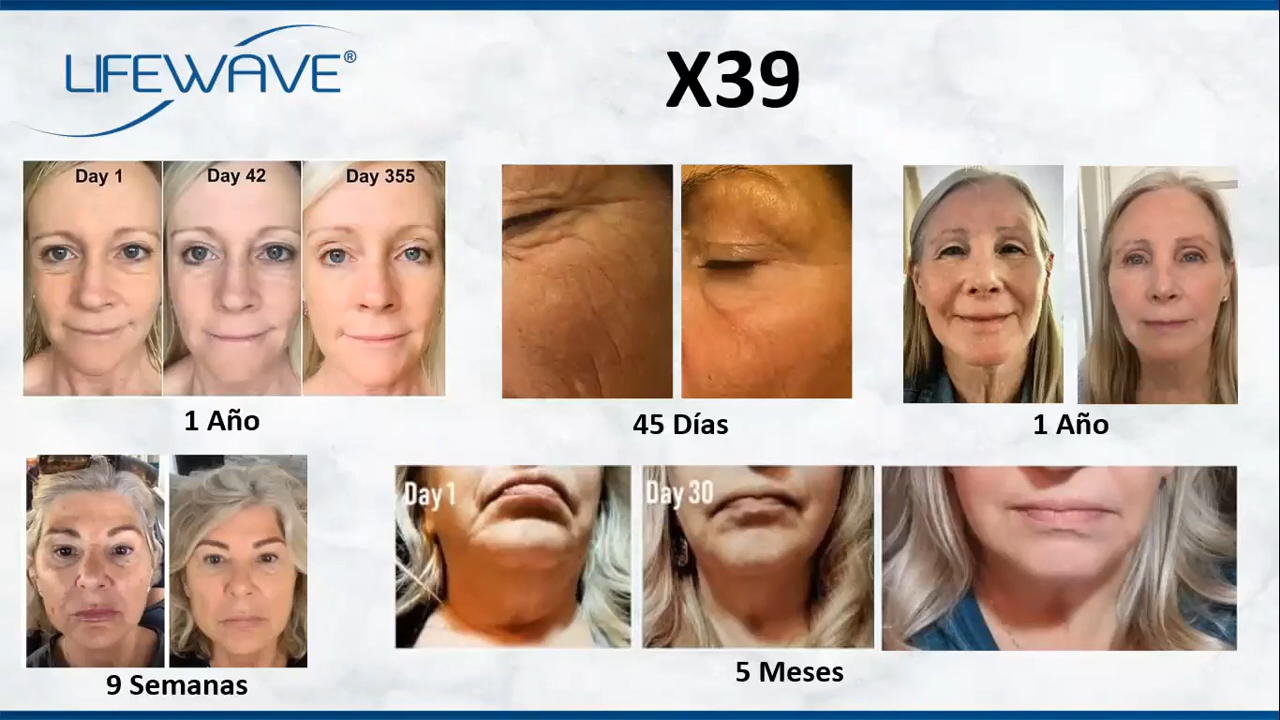 LIFEWAVE®
X39
Day 1
Day 42
Day 355
1 Año
45 Días
1 Año
Day 1
Day 30
9 Semanas
5 Meses